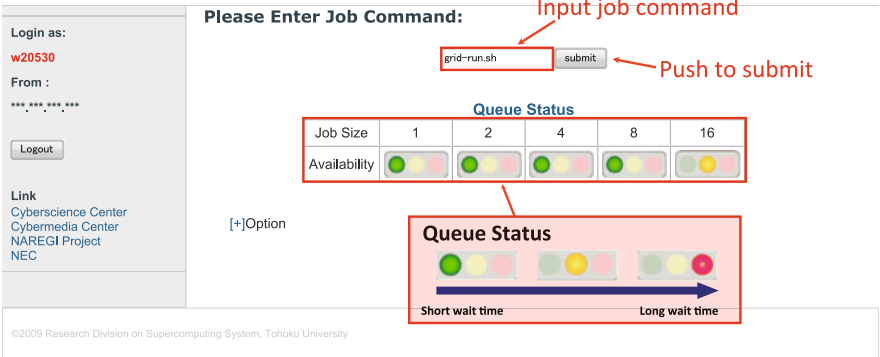 Input job command
Please Enter Job Command:
Login as:
w20530
From :
***.***.***.***
Logout
Link
Cyberscience Center
Cybermedia Center
NAREGI Project
NEC
grid-run.sh submit
Push to submit
Queue Status
Job Size 1 2 4 8 16
Availability
[+]Option
Queue Status
Short wait time Long wait time
©2009 Research Division on Supercomputing System, Tohoku University